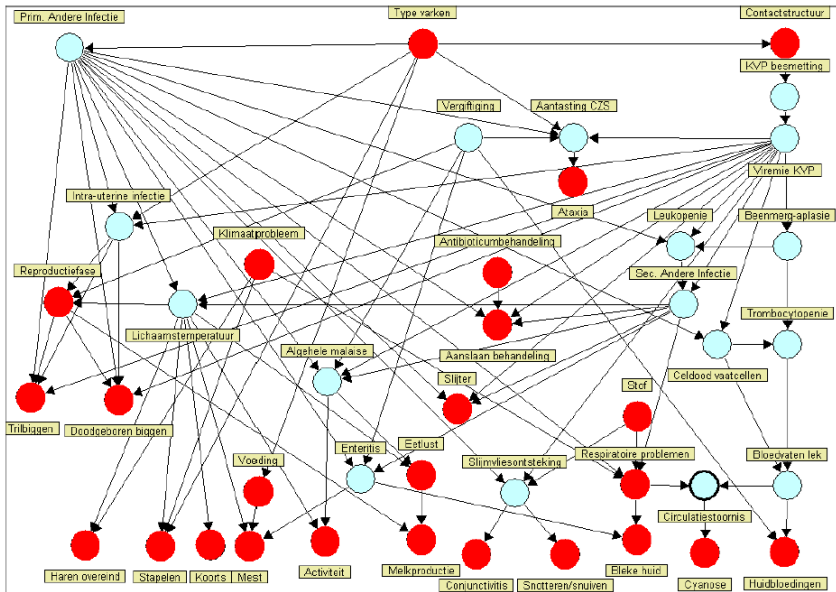 Prim. Andere Infectie
Type varken
Contactstructuur
KVP besmetting
Vergiftiging
Aantasting CZS
Viremie KVP
Intra-uterine infectie
Ataxia
Leukopenie
Beenmerg-aplasie
Klimaatprobleem
Antibioticumbehandeling
Reproductiefase
Sec. Andere Infectie
Trombocytopenie
Lichaamstemperatuur
Algehele malaise
Aanslaan behandeling
Celdood vaatcellen
Slijter
Stof
Trilbiggen
Doodgeboren biggen
Enteritis
Eetlust
Voeding
Slijmvliesontsteking
Respiratoire problemen
Bloedvaten lek
Circulatiestoornis
Haren overeind
Stapelen
Koorts
Mest
Activiteit
Melkproductie
Conjunctivitis
Snotteren/snuiven
Bleke huid
Cyanose
Huidbloedingen